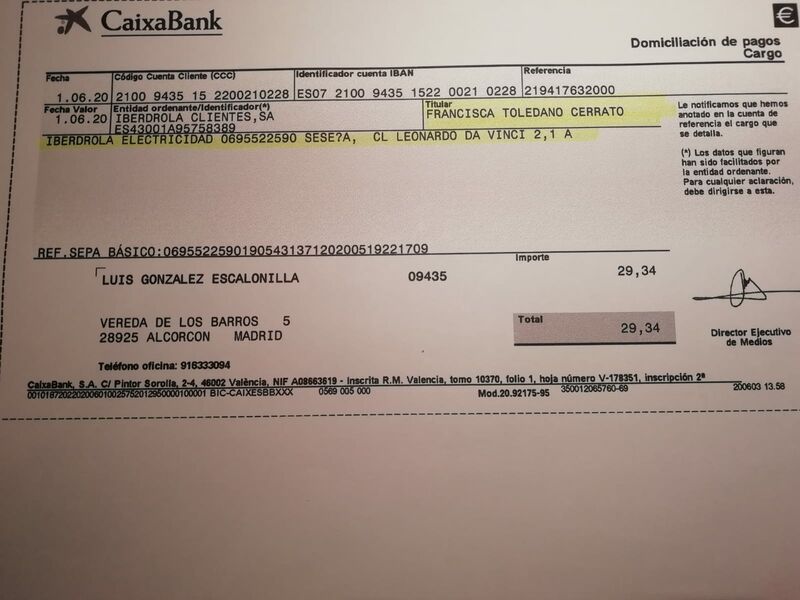 CaixaBank
€
Domiciliación de pagos
Cargo
Fecha
Código Cuenta Cliente (CCC)
Identificador cuenta IBAN
Referencia
1.06.20
2100 9435 15 2200210228
ES07 2100 9435 1522 0021 0228
219417632000
Fecha Valor
Entidad ordenante/Identificador(*)
Titular
1.06.20
IBERDROLA CLIENTES,SA
FRANCISCA TOLEDANO CERRATO
ES43001A95758389
IBERDROLA ELECTRICIDAD 0695522590 SESE?A, CL LEONARDO DA VINCI 2,1 A
Le notificamos que hemos
anotado en la cuenta de
referencia el cargo que
se detalla.
(*) Los datos que figuran
han sido facilitados por
la entidad ordenante.
Para cualquier aclaración,
debe dirigirse a esta.
REF.SEPA BÁSICO:0695522590190543137120200519221709
Importe
LUIS GONZALEZ ESCALONILLA
09435
29,34
VEREDA DE LOS BARROS 5
28925 ALCORCON MADRID
Total
29,34
Director Ejecutivo
de Medios
Teléfono oficina: 916333094
CaixaBank, S.A. C/ Pintor Sorolla, 2-4, 46002 València, NIF A08663619 - Inscrita R.M. Valencia, tomo 10370, folio 1, hoja número V-178351, inscripción 2ª
BIC-CAIXESBBXXX
0569 005 000
Mod.20.92175-95
350012065760-69
200603 13.58